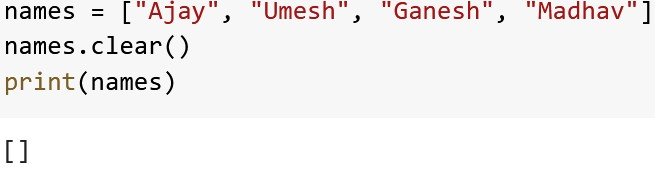 names = ["Ajay", "Umesh", "Ganesh", "Madhav"]
names.clear()
print(names)
[]